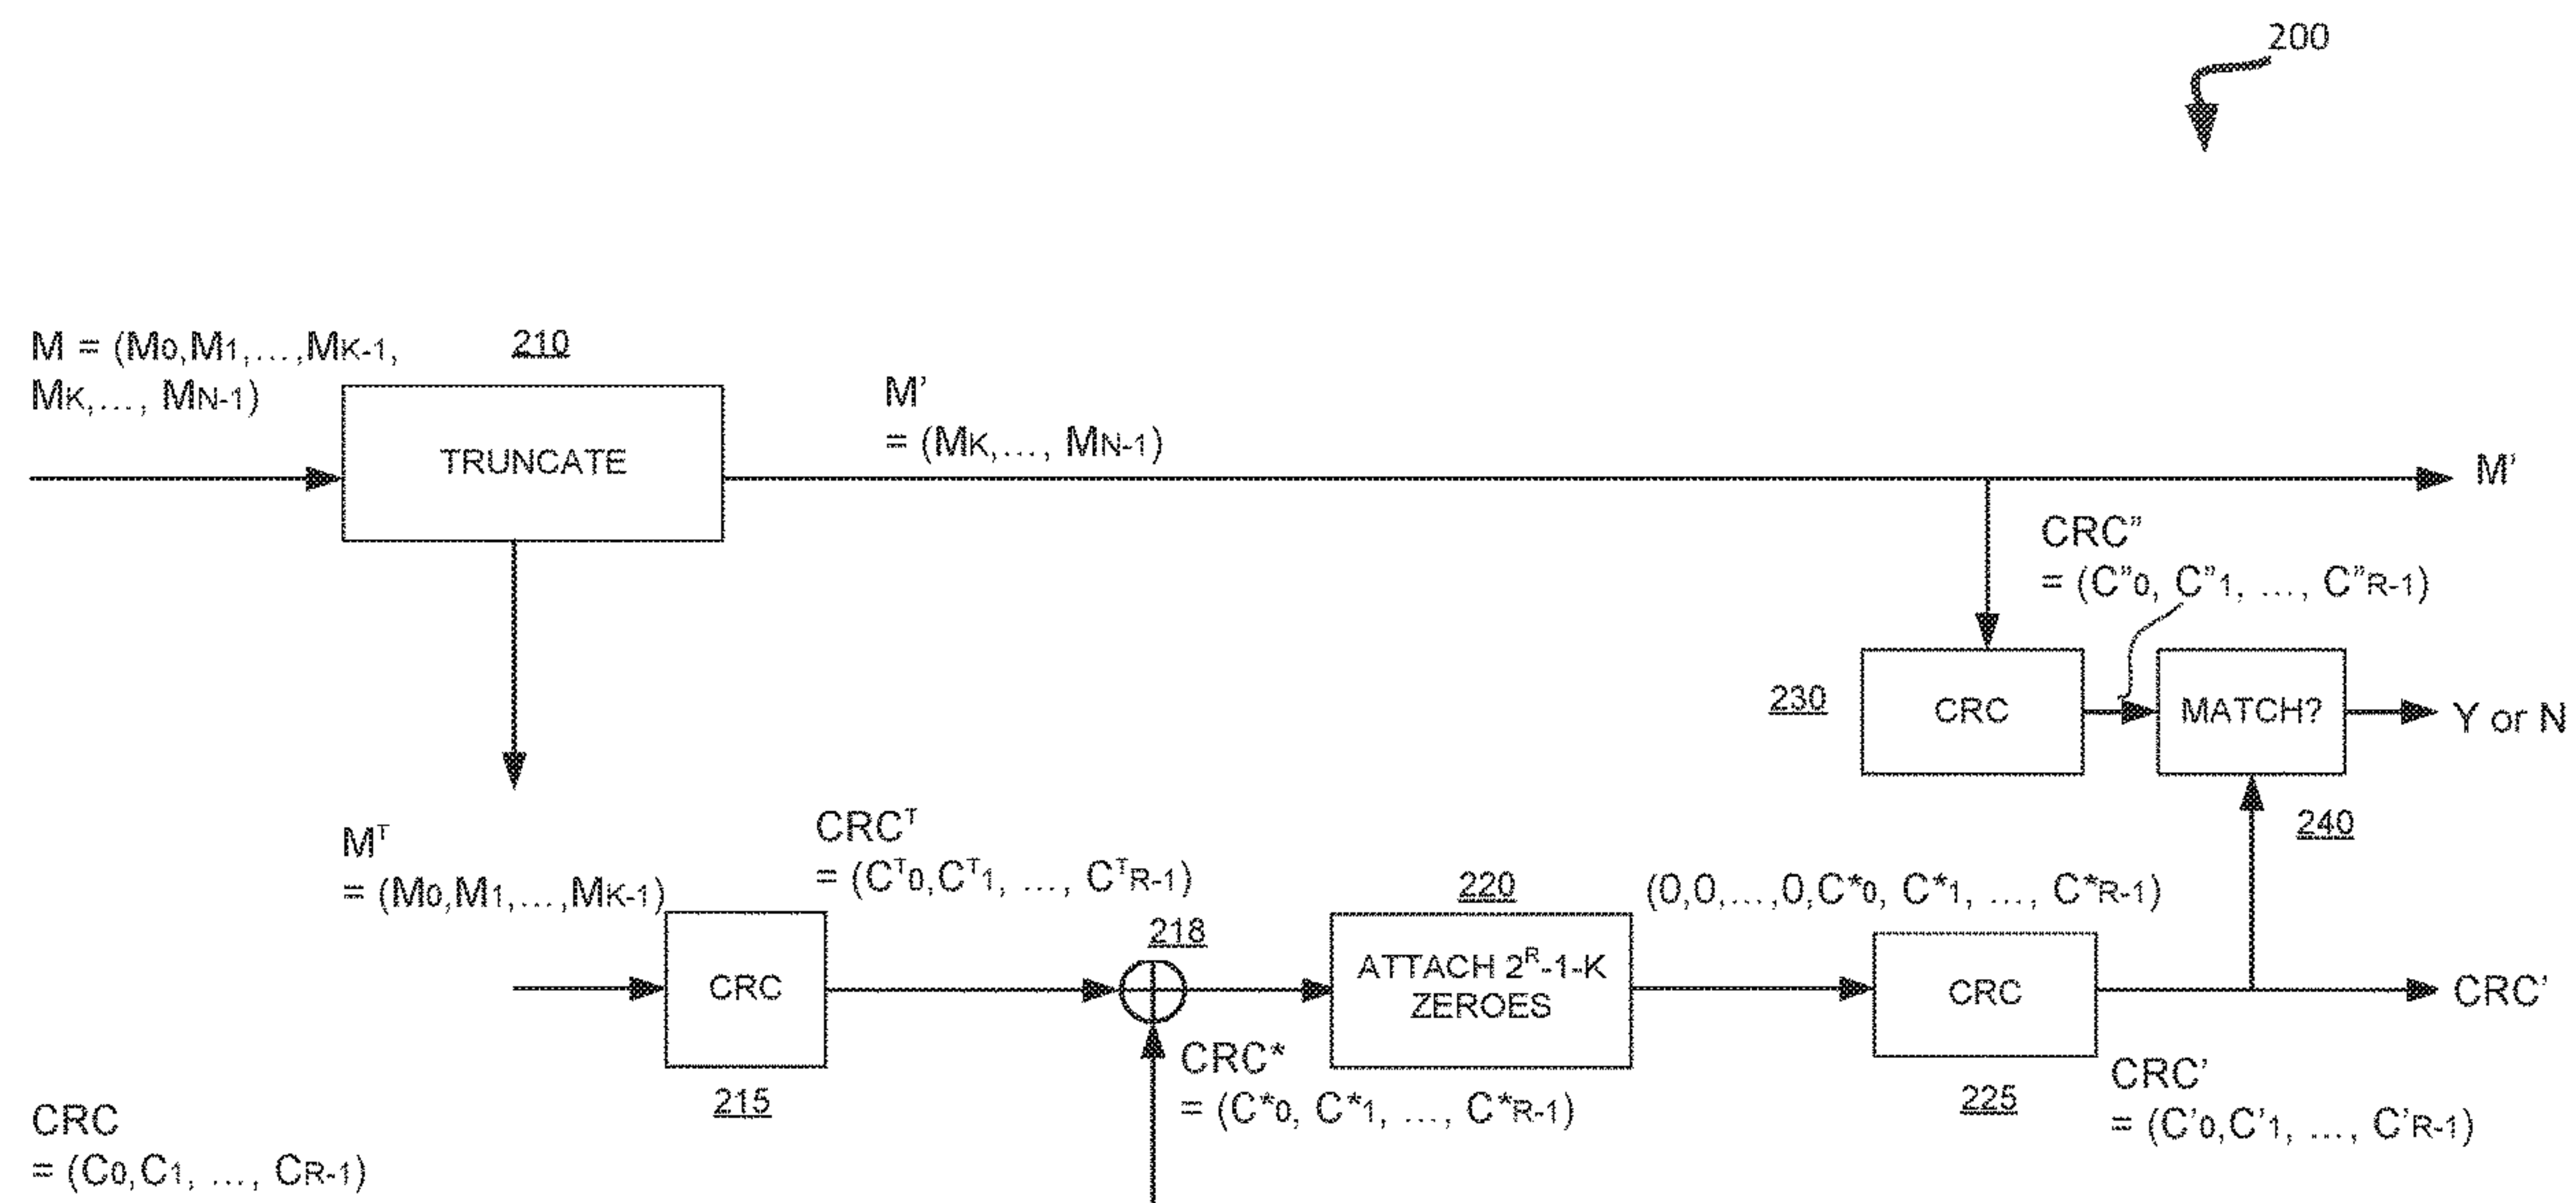 200
M = (M0,M1,...,MK-1,
MK,..., MN-1)
210
TRUNCATE
M'
= (MK,..., MN-1)
M'
CRC"
= (C"0, C"1, ..., C"R-1)
230
CRC
MATCH?
Y or N
240
M^T
= (M0,M1,...,MK-1)
CRC^T
= (C^T0,C^T1, ..., C^TR-1)
CRC
215
218
220
ATTACH 2^R-1-K
ZEROES
(0,0,...,0,C*0, C*1, ..., C*R-1)
CRC
225
CRC'
CRC*
= (C*0, C*1, ..., C*R-1)
CRC'
= (C'0,C'1, ..., C'R-1)
CRC
= (C0,C1, ..., CR-1)